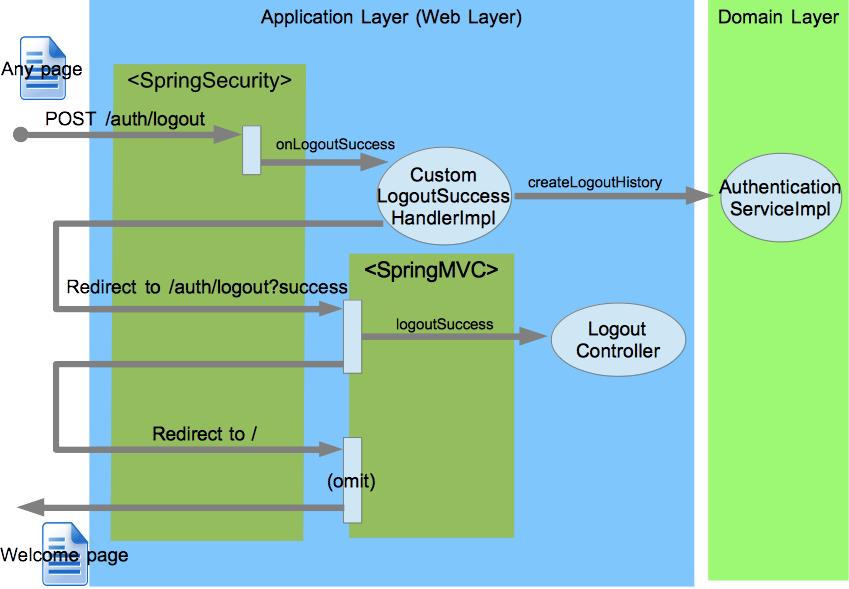 Application Layer (Web Layer)
Domain Layer
Any page
<SpringSecurity>
POST /auth/logout
onLogoutSuccess
Custom
LogoutSuccess
HandlerImpl
createLogoutHistory
Authentication
ServiceImpl
<SpringMVC>
Redirect to /auth/logout?success
logoutSuccess
Logout
Controller
Redirect to /
(omit)
Welcome page